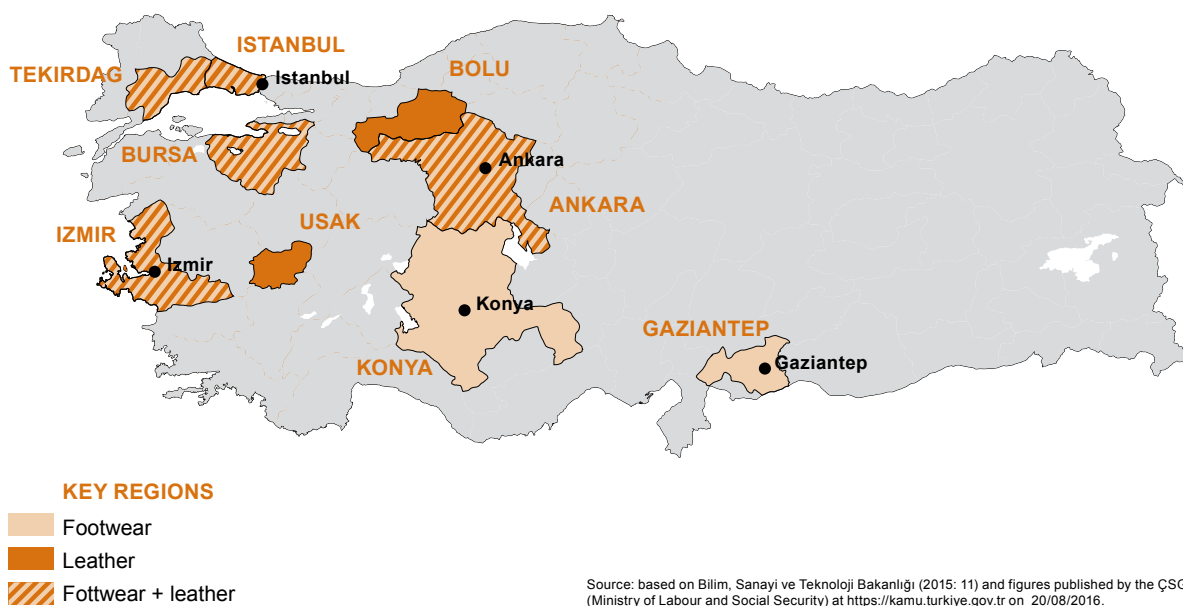 ISTANBUL
TEKIRDAG
Istanbul
BOLU
BURSA
Ankara
ANKARA
USAK
IZMIR
Izmir
Konya
GAZIANTEP
KONYA
Gaziantep
KEY REGIONS
Footwear
Leather
Fottwear + leather
Source: based on Bilim, Sanayi ve Teknoloji Bakanlığı (2015: 11) and figures published by the ÇSG
(Ministry of Labour and Social Security) at https://kamu.turkiye.gov.tr on 20/08/2016.